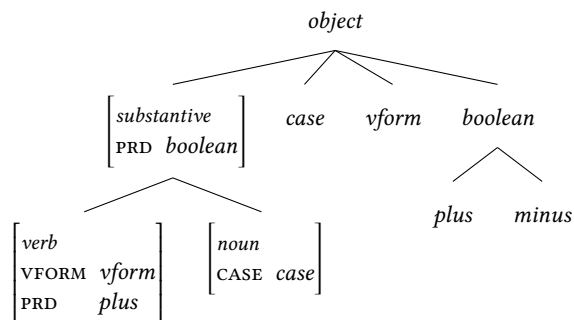 object
substantive case vform boolean
PRD boolean
plus minus
verb noun
VFORM vform CASE case
PRD plus